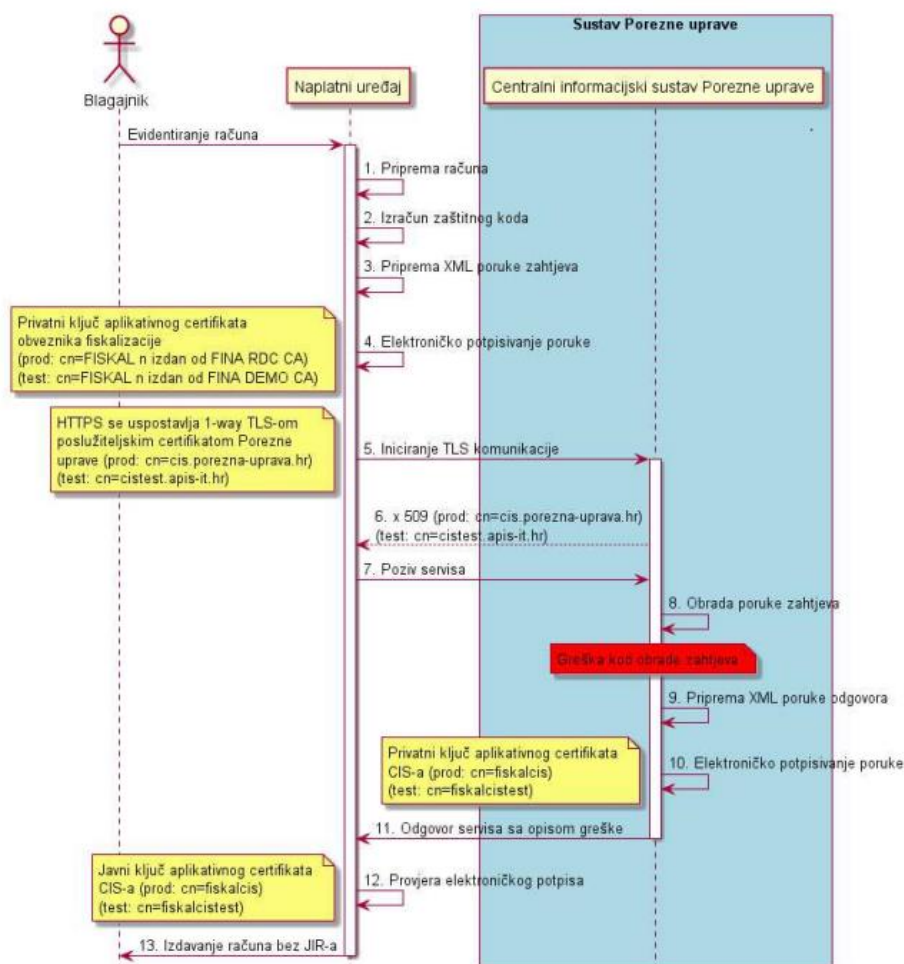 Sustav Porezne uprave
Blagajnik
Naplatni uređaj
Centralni informacijski sustav Porezne uprave
Evidentiranje računa
1. Priprema računa
2. Izračun zaštitnog koda
3. Priprema XML poruke zahtjeva
Privatni ključ aplikativnog certifikata
obveznika fiskalizacije
(prod: cn=FISKAL n izdan od FINA RDC CA)
(test: cn=FISKAL n izdan od FINA DEMO CA)
4. Elektroničko potpisivanje poruke
HTTPS se uspostavlja 1-way TLS-om
poslužiteljskim certifikatom Porezne
uprave (prod: cn=cis.porezna-uprava.hr)
(test: cn=cistest.apis-it.hr)
5. Iniciranje TLS komunikacije
6. x 509 (prod: cn=cis.porezna-uprava.hr)
(test: cn=cistest.apis-it.hr)
7. Poziv servisa
8. Obrada poruke zahtjeva
Greška kod obrade zahtjeva
9. Priprema XML poruke odgovora
Privatni ključ aplikativnog certifikata
CIS-a (prod: cn=fiskalcis)
(test: cn=fiskalcistest)
10. Elektroničko potpisivanje poruke
11. Odgovor servisa sa opisom greške
Javni ključ aplikativnog certifikata
CIS-a (prod: cn=fiskalcis)
(test: cn=fiskalcistest)
12. Provjera elektroničkog potpisa
13. Izdavanje računa bez JIR-a